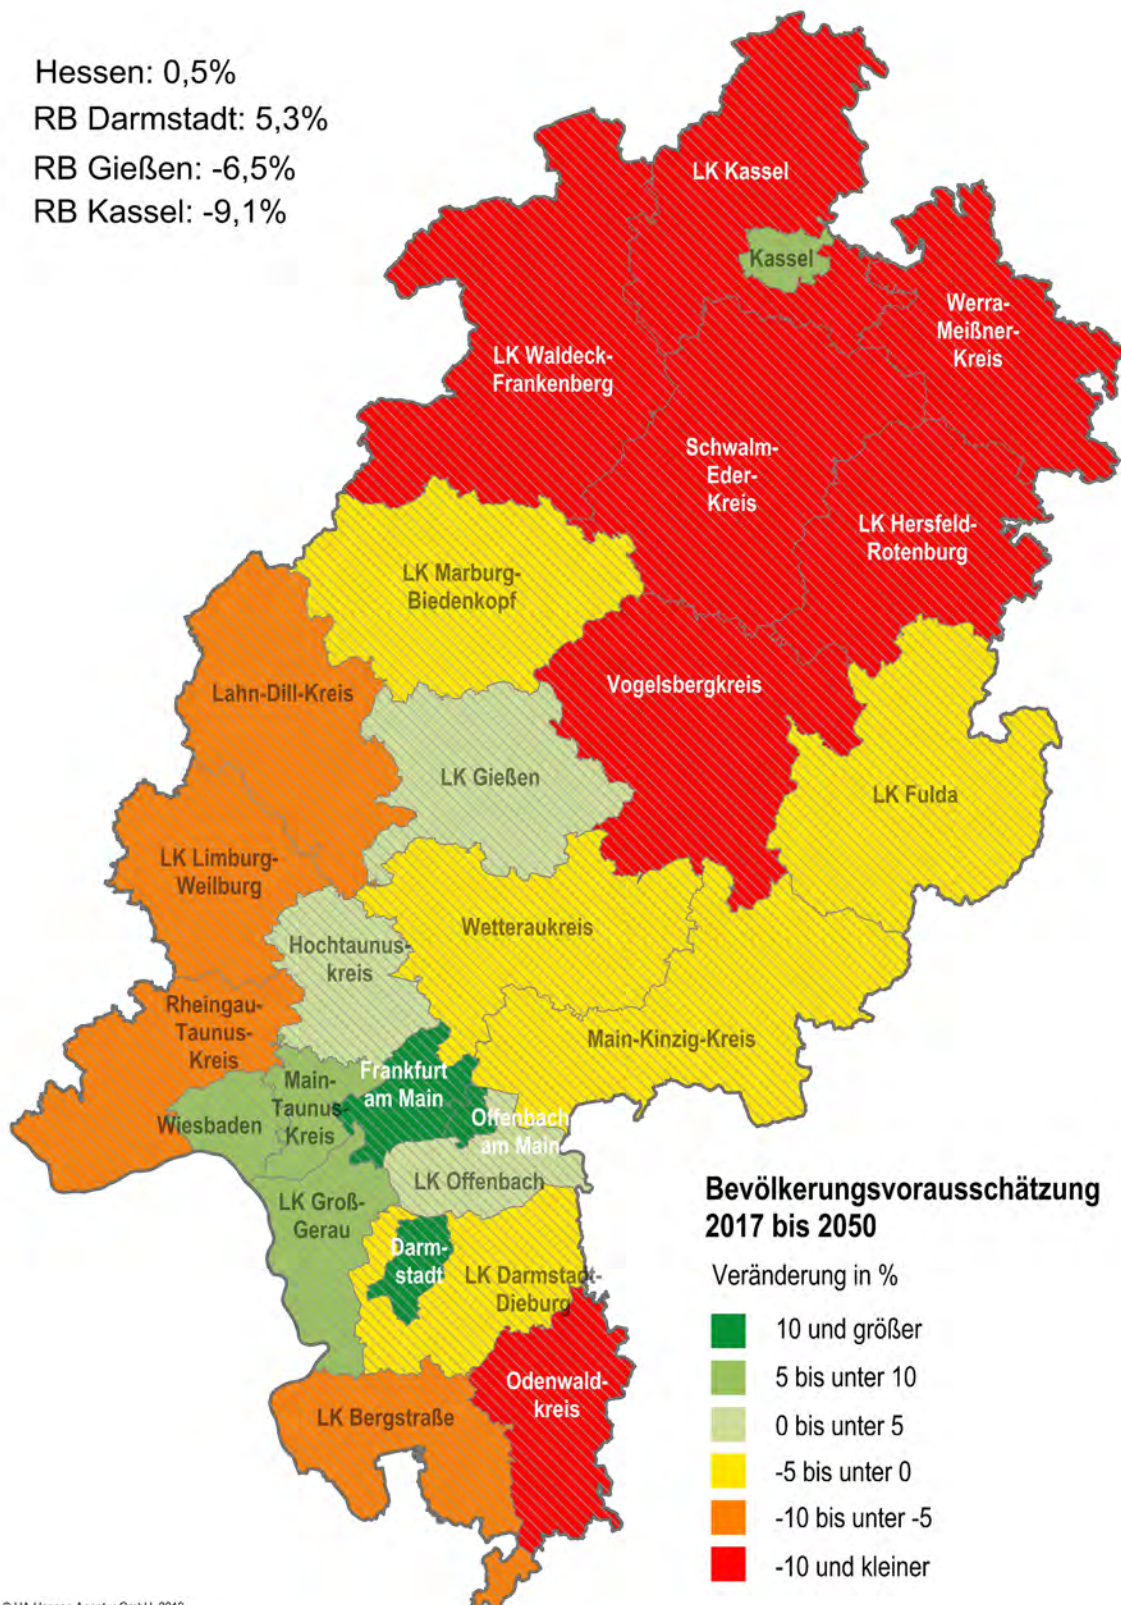 Hessen: 0,5%
RB Darmstadt: 5,3%
RB Gießen: -6,5%
RB Kassel: -9,1%
LK Kassel
Kassel
Werra-
Meißner-
Kreis
LK Waldeck-
Frankenberg
Schwalm-
Eder-
Kreis
LK Hersfeld-
Rotenburg
LK Marburg-
Biedenkopf
Lahn-Dill-Kreis
Vogelsbergkreis
LK Gießen
LK Fulda
LK Limburg-
Weilburg
Wetteraukreis
Hochtaunus-
kreis
Rheingau-
Taunus-
Kreis
Main-Kinzig-Kreis
Frankfurt
am Main
Main-
Taunus-
Kreis
Offenbach
am Main
Wiesbaden
LK Offenbach
LK Groß-
Gerau
Darm-
stadt
LK Darmstadt-
Dieburg
Odenwald-
kreis
LK Bergstraße
Bevölkerungsvorausschätzung
2017 bis 2050
Veränderung in %
10 und größer
5 bis unter 10
0 bis unter 5
-5 bis unter 0
-10 bis unter -5
-10 und kleiner